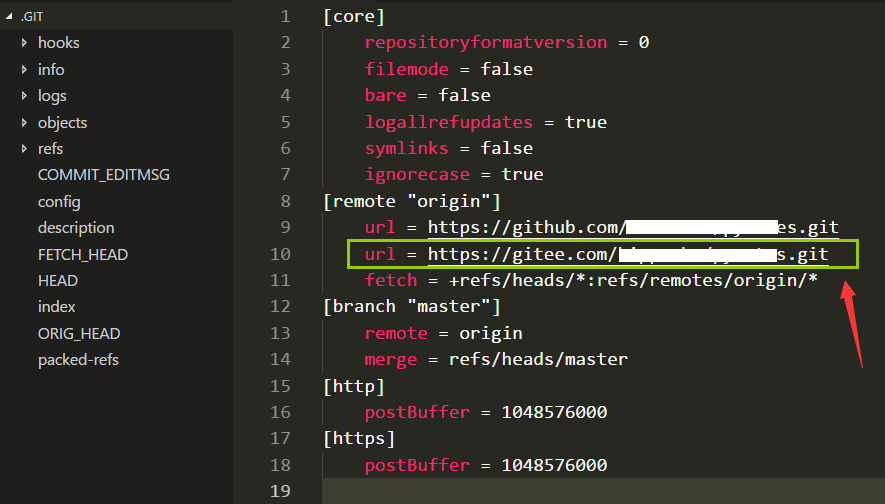 .GIT
hooks
info
logs
objects
refs
COMMIT_EDITMSG
config
description
FETCH_HEAD
HEAD
index
ORIG_HEAD
packed-refs
1 [core]
2 repositoryformatversion = 0
3 filemode = false
4 bare = false
5 logallrefupdates = true
6 symlinks = false
7 ignorecase = true
8 [remote "origin"]
9 url = https://github.com/ es.git
10 url = https://gitee.com/ s.git
11 fetch = +refs/heads/*:refs/remotes/origin/*
12 [branch "master"]
13 remote = origin
14 merge = refs/heads/master
15 [http]
16 postBuffer = 1048576000
17 [https]
18 postBuffer = 1048576000
19